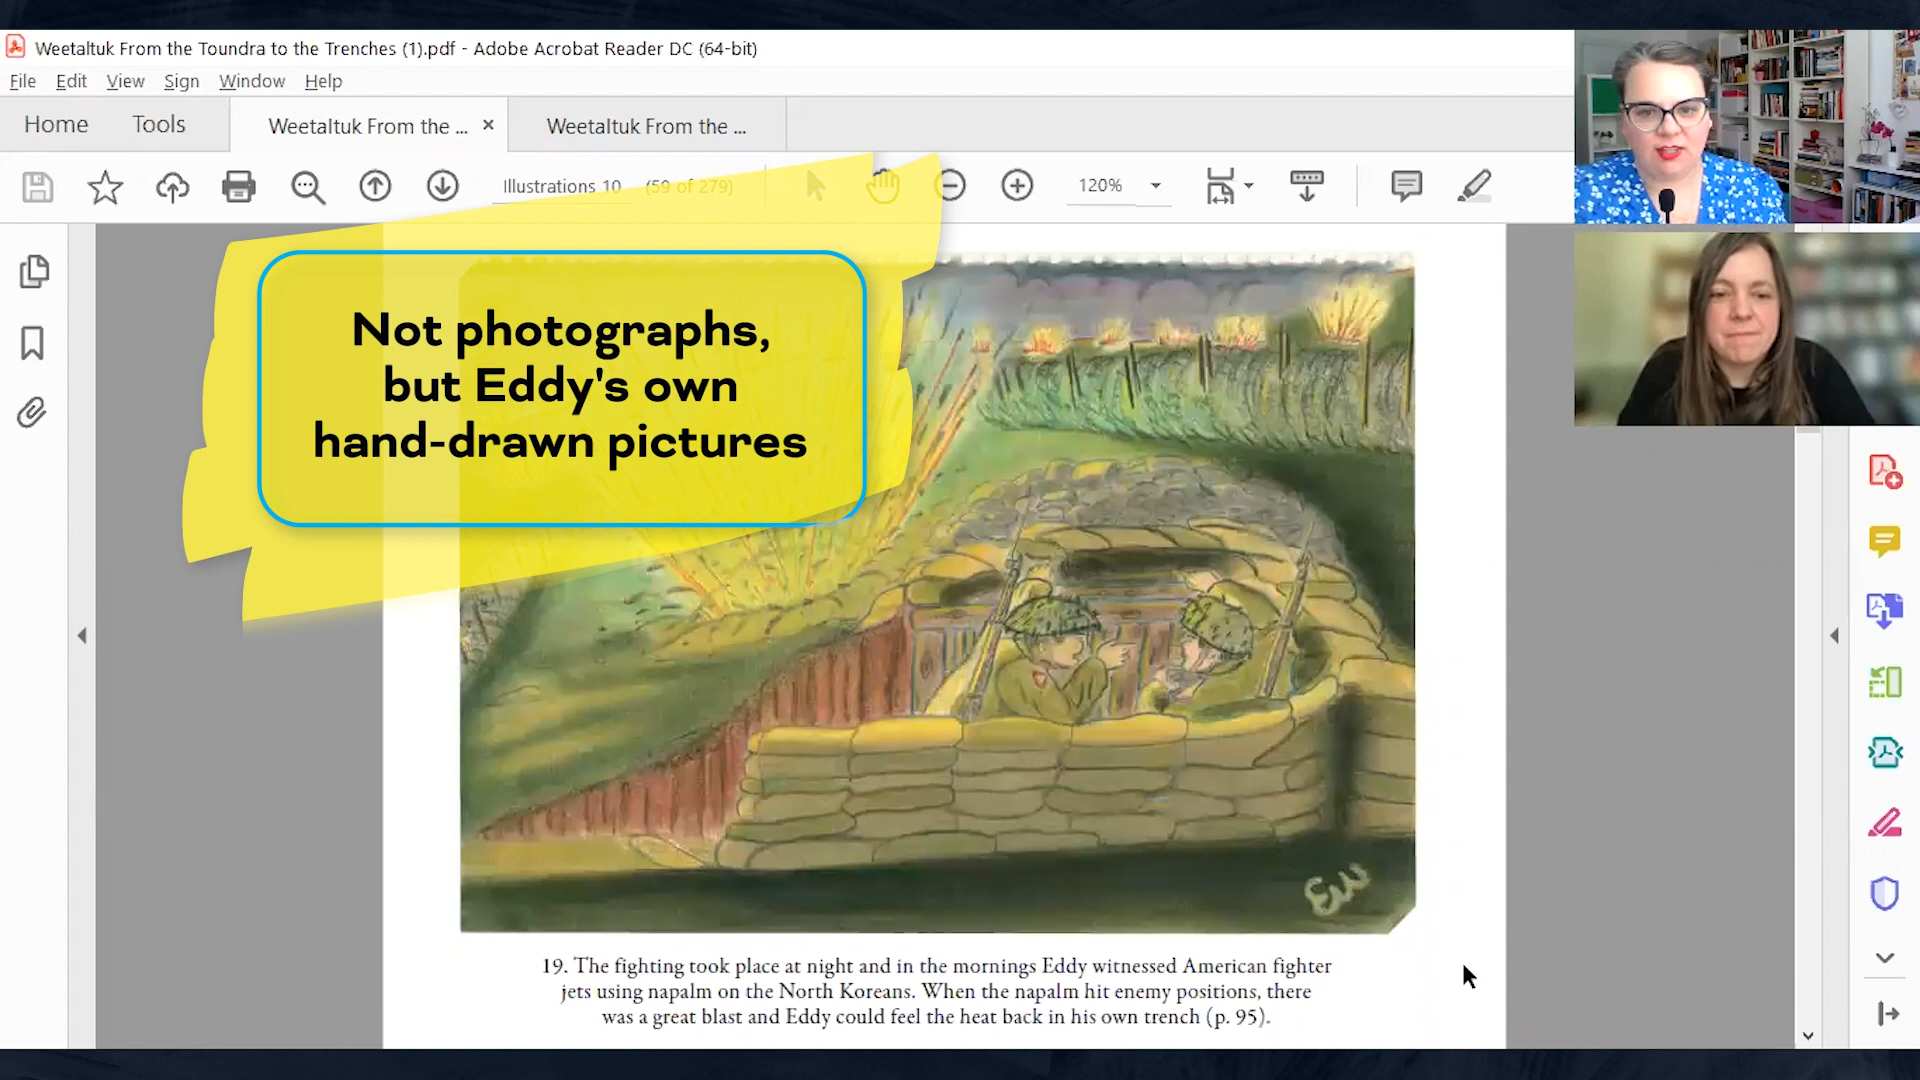 Weetaltuk From the Toundra to the Trenches (1).pdf - Adobe Acrobat Reader DC (64-bit)
File Edit View Sign Window Help
Home Tools Weetaltuk From the ... × Weetaltuk From the ...
Illustrations 10 (59 of 279) 120%
Not photographs,
but Eddy's own
hand-drawn pictures
EW
19. The fighting took place at night and in the mornings Eddy witnessed American fighter
jets using napalm on the North Koreans. When the napalm hit enemy positions, there
was a great blast and Eddy could feel the heat back in his own trench (p. 95).